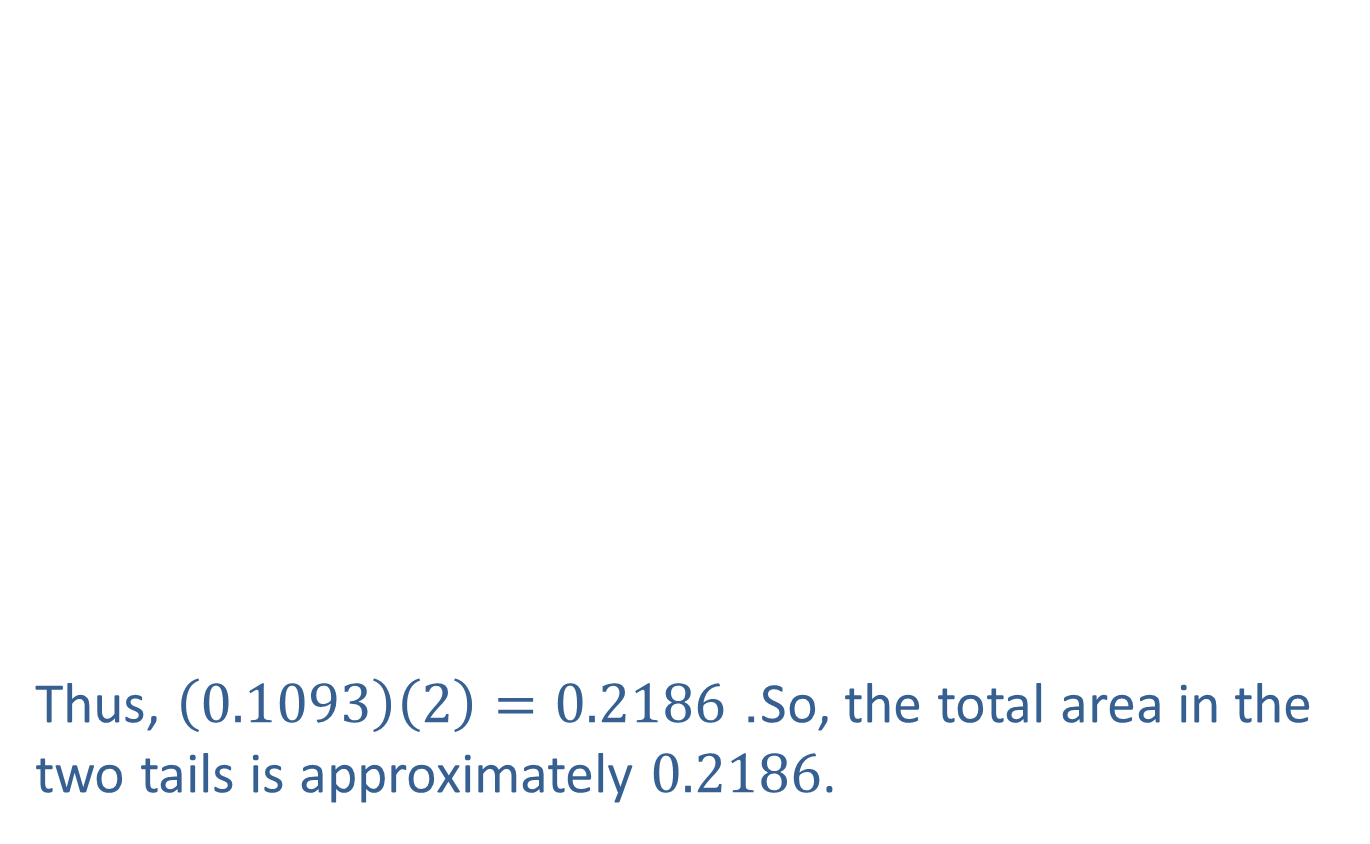 Thus, (0.1093)(2) = 0.2186 .So, the total area in the
two tails is approximately 0.2186.